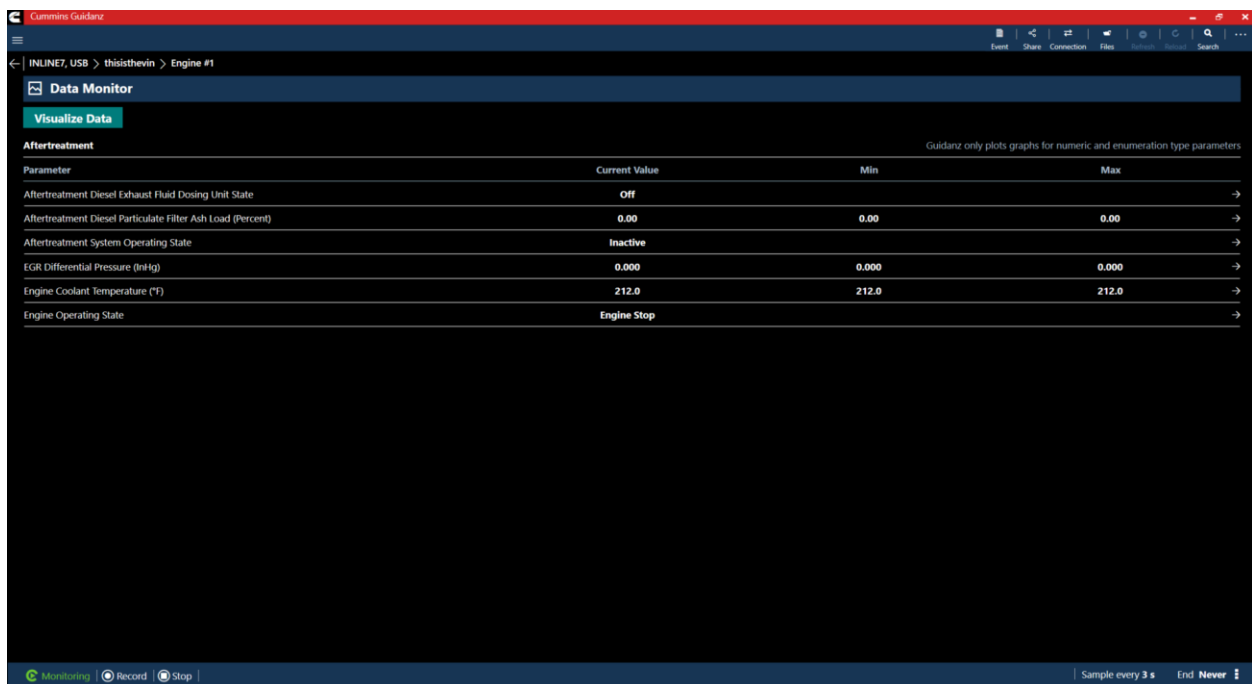 Cummins Guidanz
Event Share Connection Files Refresh Reload Search
INLINE7, USB > thisisthevin > Engine #1
Data Monitor
Visualize Data
Aftertreatment Guidanz only plots graphs for numeric and enumeration type parameters
Parameter Current Value Min Max
Aftertreatment Diesel Exhaust Fluid Dosing Unit State Off
Aftertreatment Diesel Particulate Filter Ash Load (Percent) 0.00 0.00 0.00
Aftertreatment System Operating State Inactive
EGR Differential Pressure (InHg) 0.000 0.000 0.000
Engine Coolant Temperature (°F) 212.0 212.0 212.0
Engine Operating State Engine Stop
Monitoring Record Stop Sample every 3 s End Never